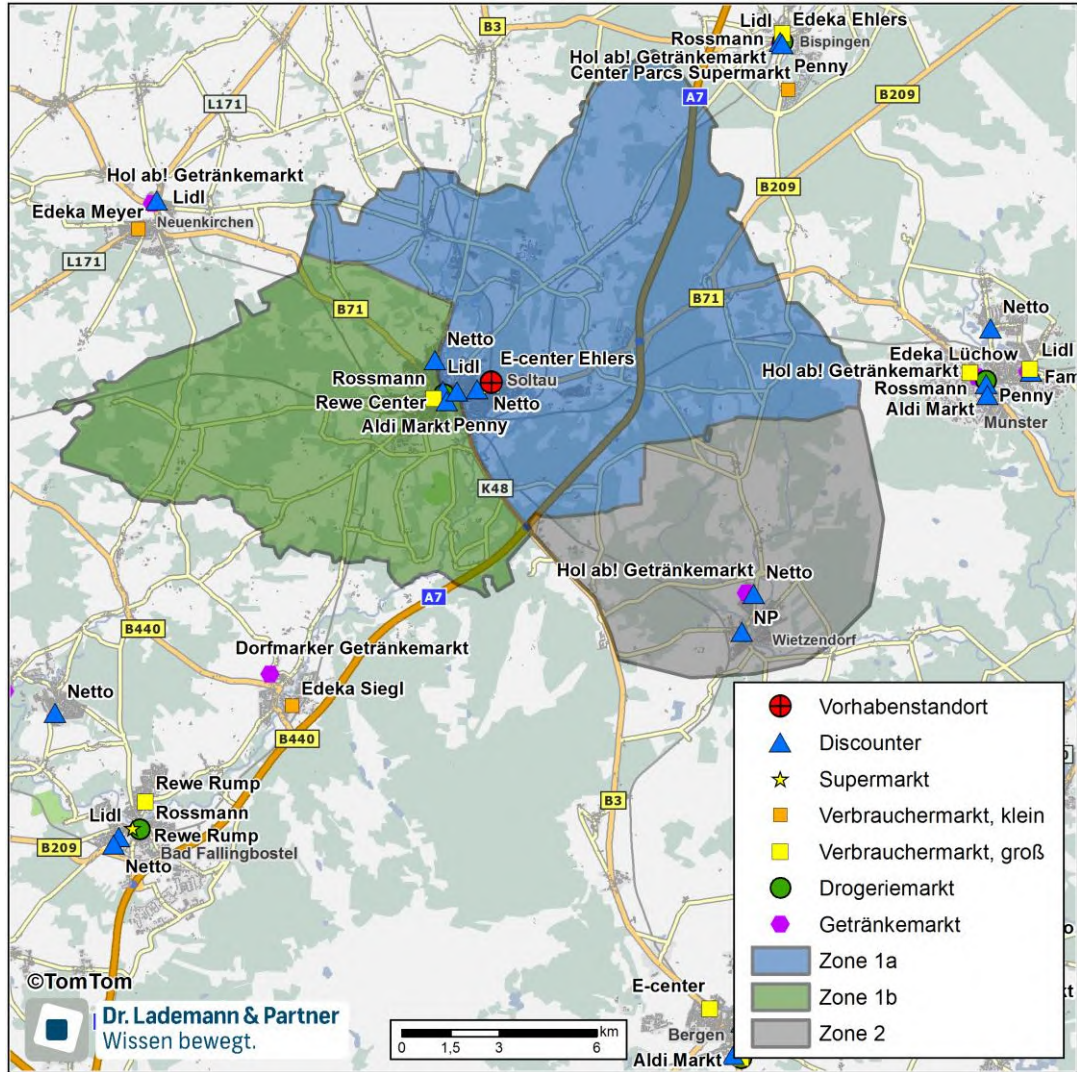 B3
Lidl
Edeka Ehlers
Rossmann
Bispingen
Hol ab! Getränkemarkt
Penny
Center Parcs Supermarkt
A7
B209
L171
B209
Hol ab! Getränkemarkt
Lidl
Edeka Meyer
Neuenkirchen
L171
B71
B71
Netto
Netto
Lidl
E-center Ehlers
Edeka Lüchow
Lidl
Rossmann
Soltau
Hol ab! Getränkemarkt
Fam
Rewe Center
Netto
Rossmann
Penny
Aldi Markt
Penny
Aldi Markt
Munster
K48
Hol ab! Getränkemarkt
Netto
A7
NP
Wietzendorf
B440
Dorfmarker Getränkemarkt
Netto
Edeka Siegl
B440
Rewe Rump
Lidl
Rossmann
Rewe Rump
B209
Bad Fallingbostel
Netto
B3
Vorhabenstandort
Discounter
Supermarkt
Verbrauchermarkt, klein
Verbrauchermarkt, groß
Drogeriemarkt
Getränkemarkt
Zone 1a
Zone 1b
Zone 2
©TomTom
Dr. Lademann & Partner
Wissen bewegt.
km
0 1,5 3 6
E-center
Bergen
Aldi Markt